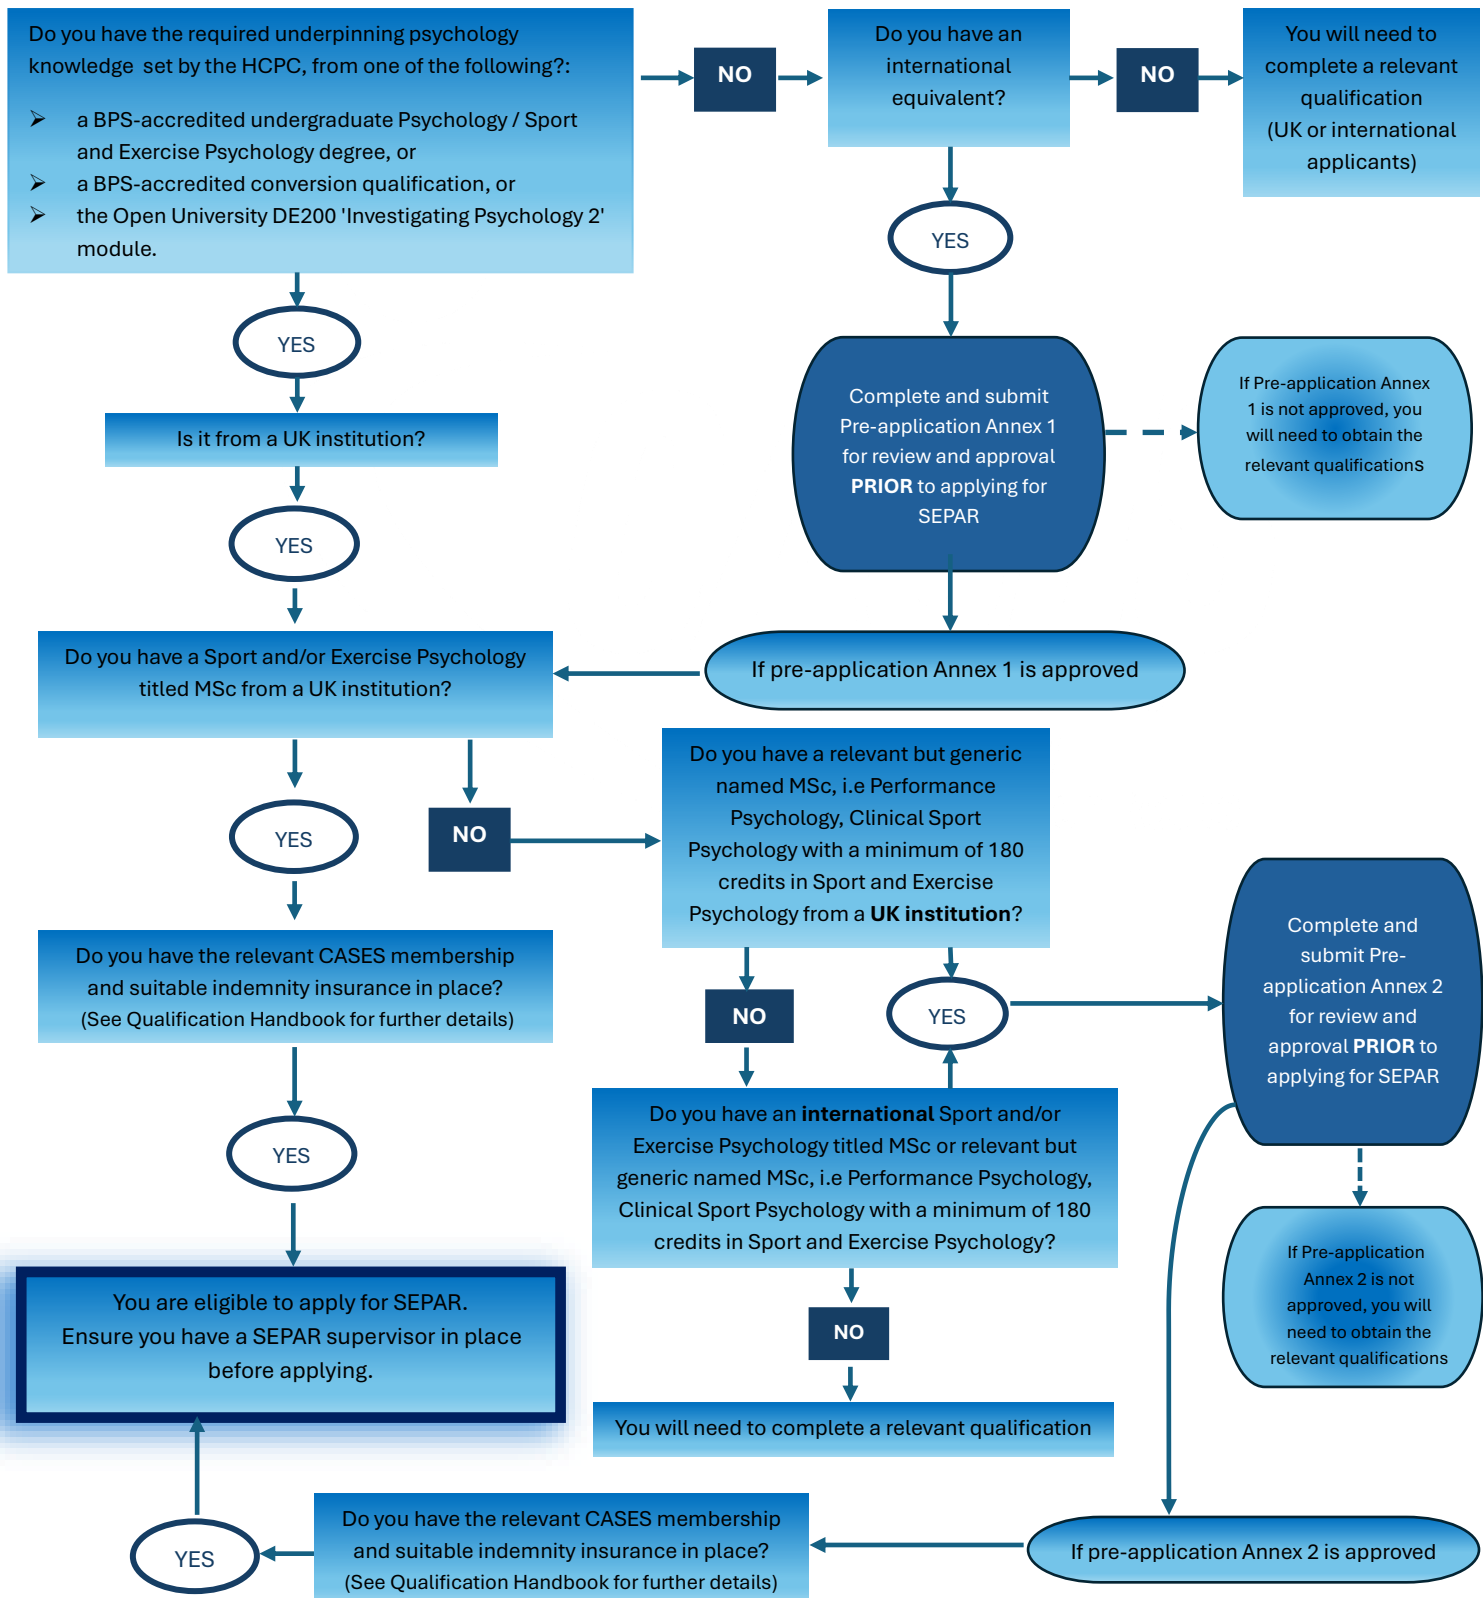 Do you have the required underpinning psychology
knowledge set by the HCPC, from one of the following?:
➢ a BPS-accredited undergraduate Psychology / Sport
and Exercise Psychology degree, or
➢ a BPS-accredited conversion qualification, or
➢ the Open University DE200 'Investigating Psychology 2'
module.
NO
Do you have an
international
equivalent?
NO
You will need to
complete a relevant
qualification
(UK or international
applicants)
YES
YES
Is it from a UK institution?
Complete and submit
Pre-application Annex 1
for review and approval
PRIOR to applying for
SEPAR
If Pre-application Annex
1 is not approved, you
will need to obtain the
relevant qualifications
YES
Do you have a Sport and/or Exercise Psychology
titled MSc from a UK institution?
If pre-application Annex 1 is approved
YES
NO
Do you have a relevant but generic
named MSc, i.e Performance
Psychology, Clinical Sport
Psychology with a minimum of 180
credits in Sport and Exercise
Psychology from a UK institution?
Do you have the relevant CASES membership
and suitable indemnity insurance in place?
(See Qualification Handbook for further details)
NO
YES
Complete and
submit Pre-
application Annex 2
for review and
approval PRIOR to
applying for SEPAR
YES
Do you have an international Sport and/or
Exercise Psychology titled MSc or relevant but
generic named MSc, i.e Performance Psychology,
Clinical Sport Psychology with a minimum of 180
credits in Sport and Exercise Psychology?
If Pre-application
Annex 2 is not
approved, you will
need to obtain the
relevant qualifications
You are eligible to apply for SEPAR.
Ensure you have a SEPAR supervisor in place
before applying.
NO
You will need to complete a relevant qualification
YES
Do you have the relevant CASES membership
and suitable indemnity insurance in place?
(See Qualification Handbook for further details)
If pre-application Annex 2 is approved